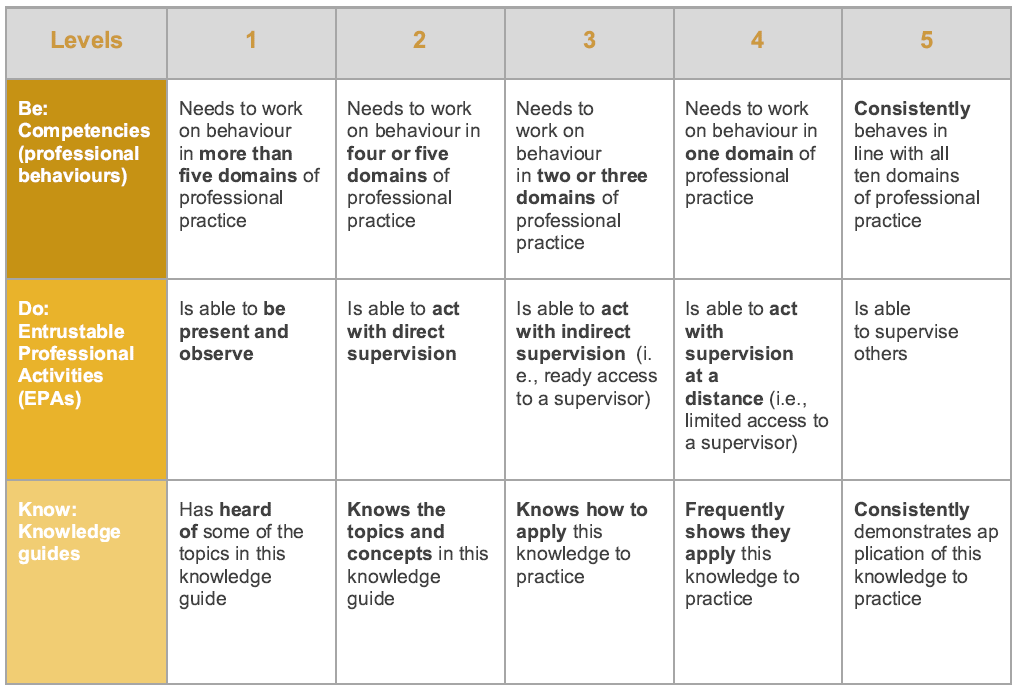 Levels
1
2
3
4
5
Be:
Competencies
(professional
behaviours)
Needs to work
on behaviour
in more than
five domains of
professional
practice
Needs to work
on behaviour in
four or five
domains of
professional
practice
Needs to
work on
behaviour
in two or three
domains of
professional
practice
Needs to work
on behaviour in
one domain of
professional
practice
Consistently
behaves in
line with all
ten domains
of professional
practice
Do:
Entrustable
Professional
Activities
(EPAs)
Is able to be
present and
observe
Is able to act
with direct
supervision
Is able to act
with indirect
supervision (i.
e., ready access
to a supervisor)
Is able to act
with
supervision
at a
distance (i.e.,
limited access to
a supervisor)
Is able
to supervise
others
Know:
Knowledge
guides
Has heard
of some of the
topics in this
knowledge
guide
Knows the
topics and
concepts in this
knowledge
guide
Knows how to
apply this
knowledge to
practice
Frequently
shows they
apply this
knowledge to
practice
Consistently
demonstrates ap
plication of this
knowledge to
practice